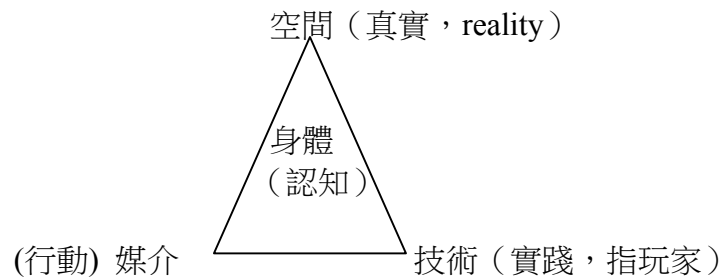 空間（真實，reality）
身體
（認知）
(行動) 媒介
技術（實踐，指玩家）